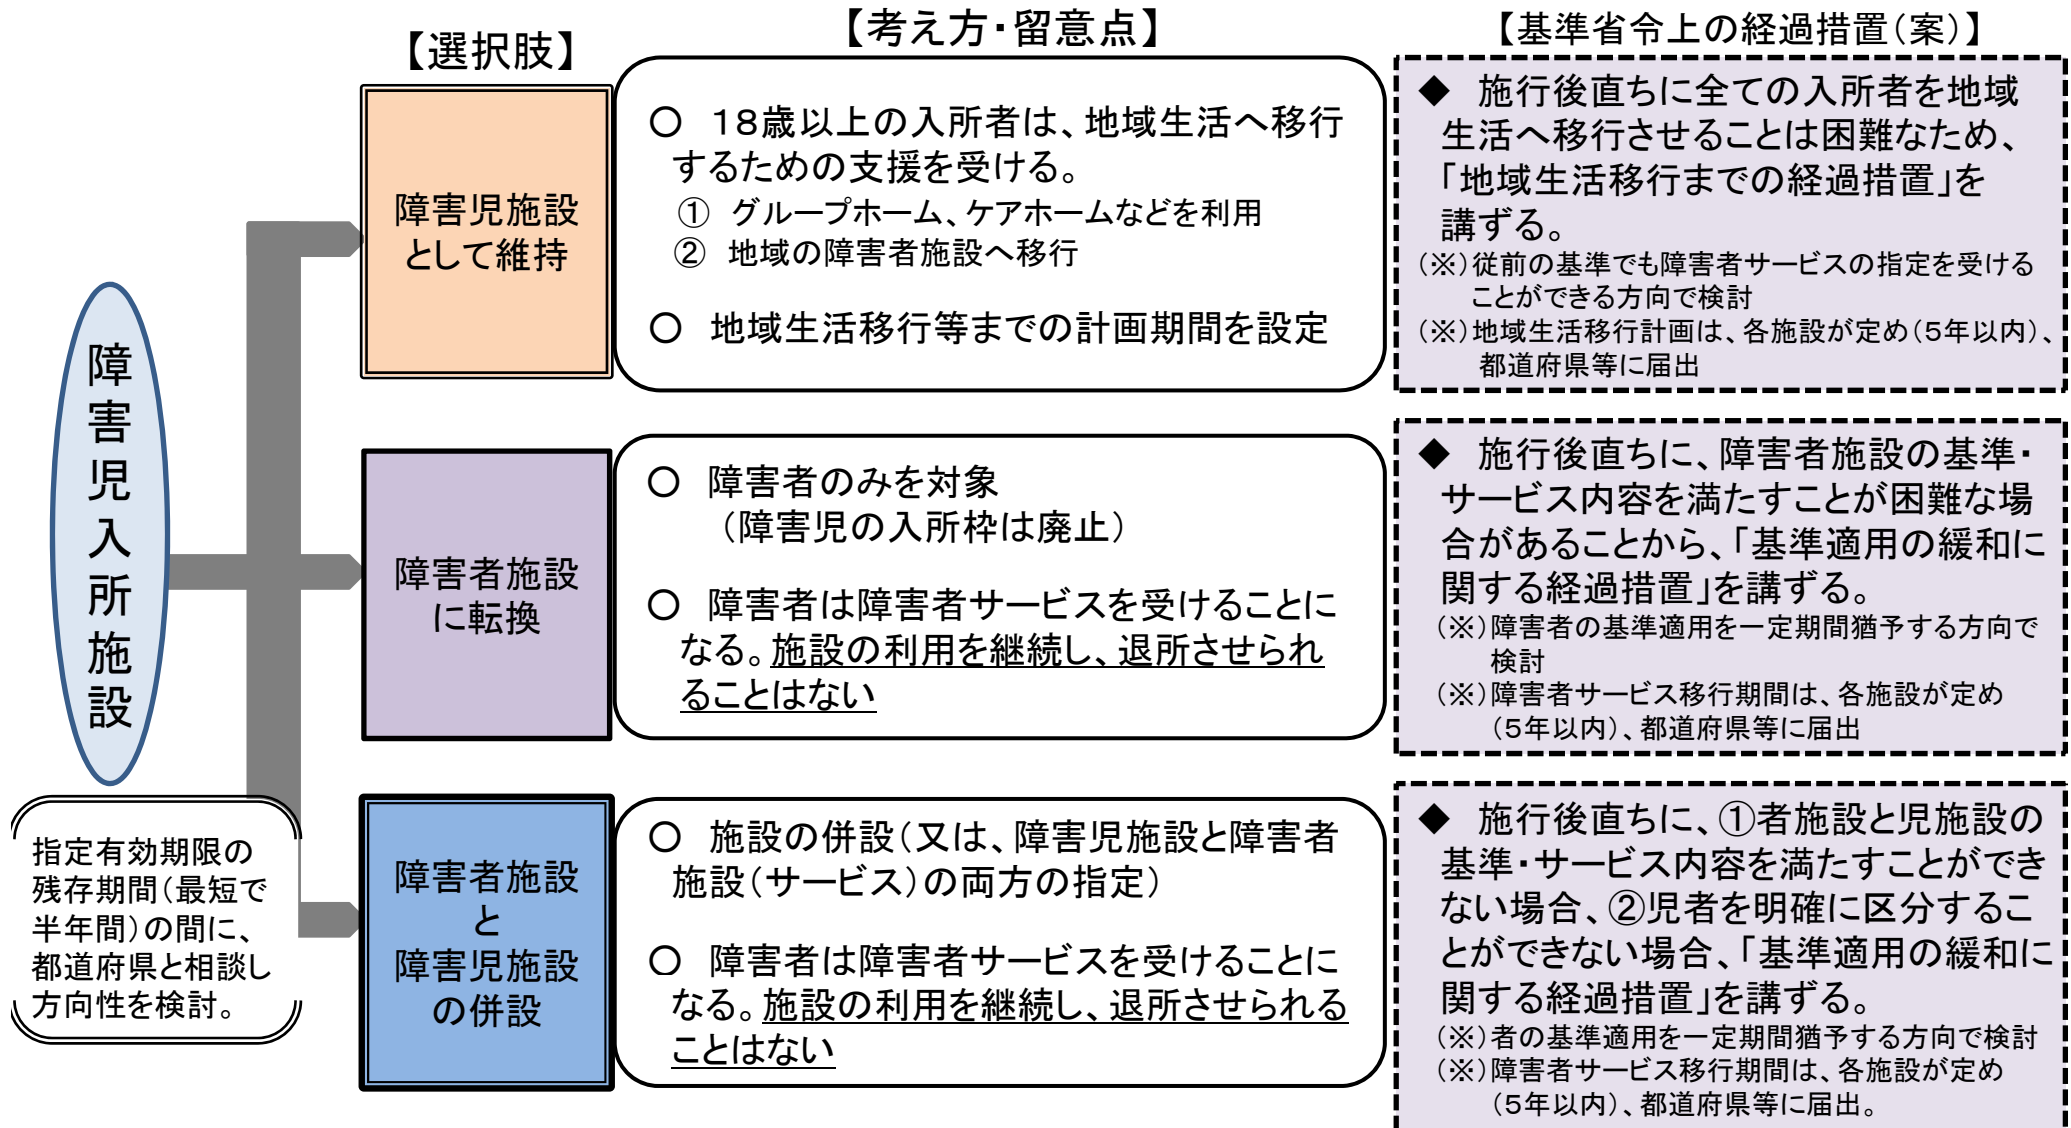 【選択肢】
【考え方・留意点】
【基準省令上の経過措置(案)】
障害児入所施設
指定有効期限の
残存期間(最短で
半年間)の間に、
都道府県と相談し
方向性を検討。
障害児施設
として維持
○ 18歳以上の入所者は、地域生活へ移行
するための支援を受ける。
① グループホーム、ケアホームなどを利用
② 地域の障害者施設へ移行
○ 地域生活移行等までの計画期間を設定
◆ 施行後直ちに全ての入所者を地域
生活へ移行させることは困難なため、
「地域生活移行までの経過措置」を
講ずる。
(※)従前の基準でも障害者サービスの指定を受ける
ことができる方向で検討
(※)地域生活移行計画は、各施設が定め(5年以内)、
都道府県等に届出
障害者施設
に転換
○ 障害者のみを対象
(障害児の入所枠は廃止)
○ 障害者は障害者サービスを受けることに
なる。施設の利用を継続し、退所させられ
ることはない
◆ 施行後直ちに、障害者施設の基準・
サービス内容を満たすことが困難な場
合があることから、「基準適用の緩和に
関する経過措置」を講ずる。
(※)障害者の基準適用を一定期間猶予する方向で
検討
(※)障害者サービス移行期間は、各施設が定め
(5年以内)、都道府県等に届出
障害者施設
と
障害児施設
の併設
○ 施設の併設(又は、障害児施設と障害者
施設(サービス)の両方の指定)
○ 障害者は障害者サービスを受けることに
なる。施設の利用を継続し、退所させられる
ことはない
◆ 施行後直ちに、①者施設と児施設の
基準・サービス内容を満たすことができ
ない場合、②児者を明確に区分するこ
とができない場合、「基準適用の緩和に
関する経過措置」を講ずる。
(※)者の基準適用を一定期間猶予する方向で検討
(※)障害者サービス移行期間は、各施設が定め
(5年以内)、都道府県等に届出。